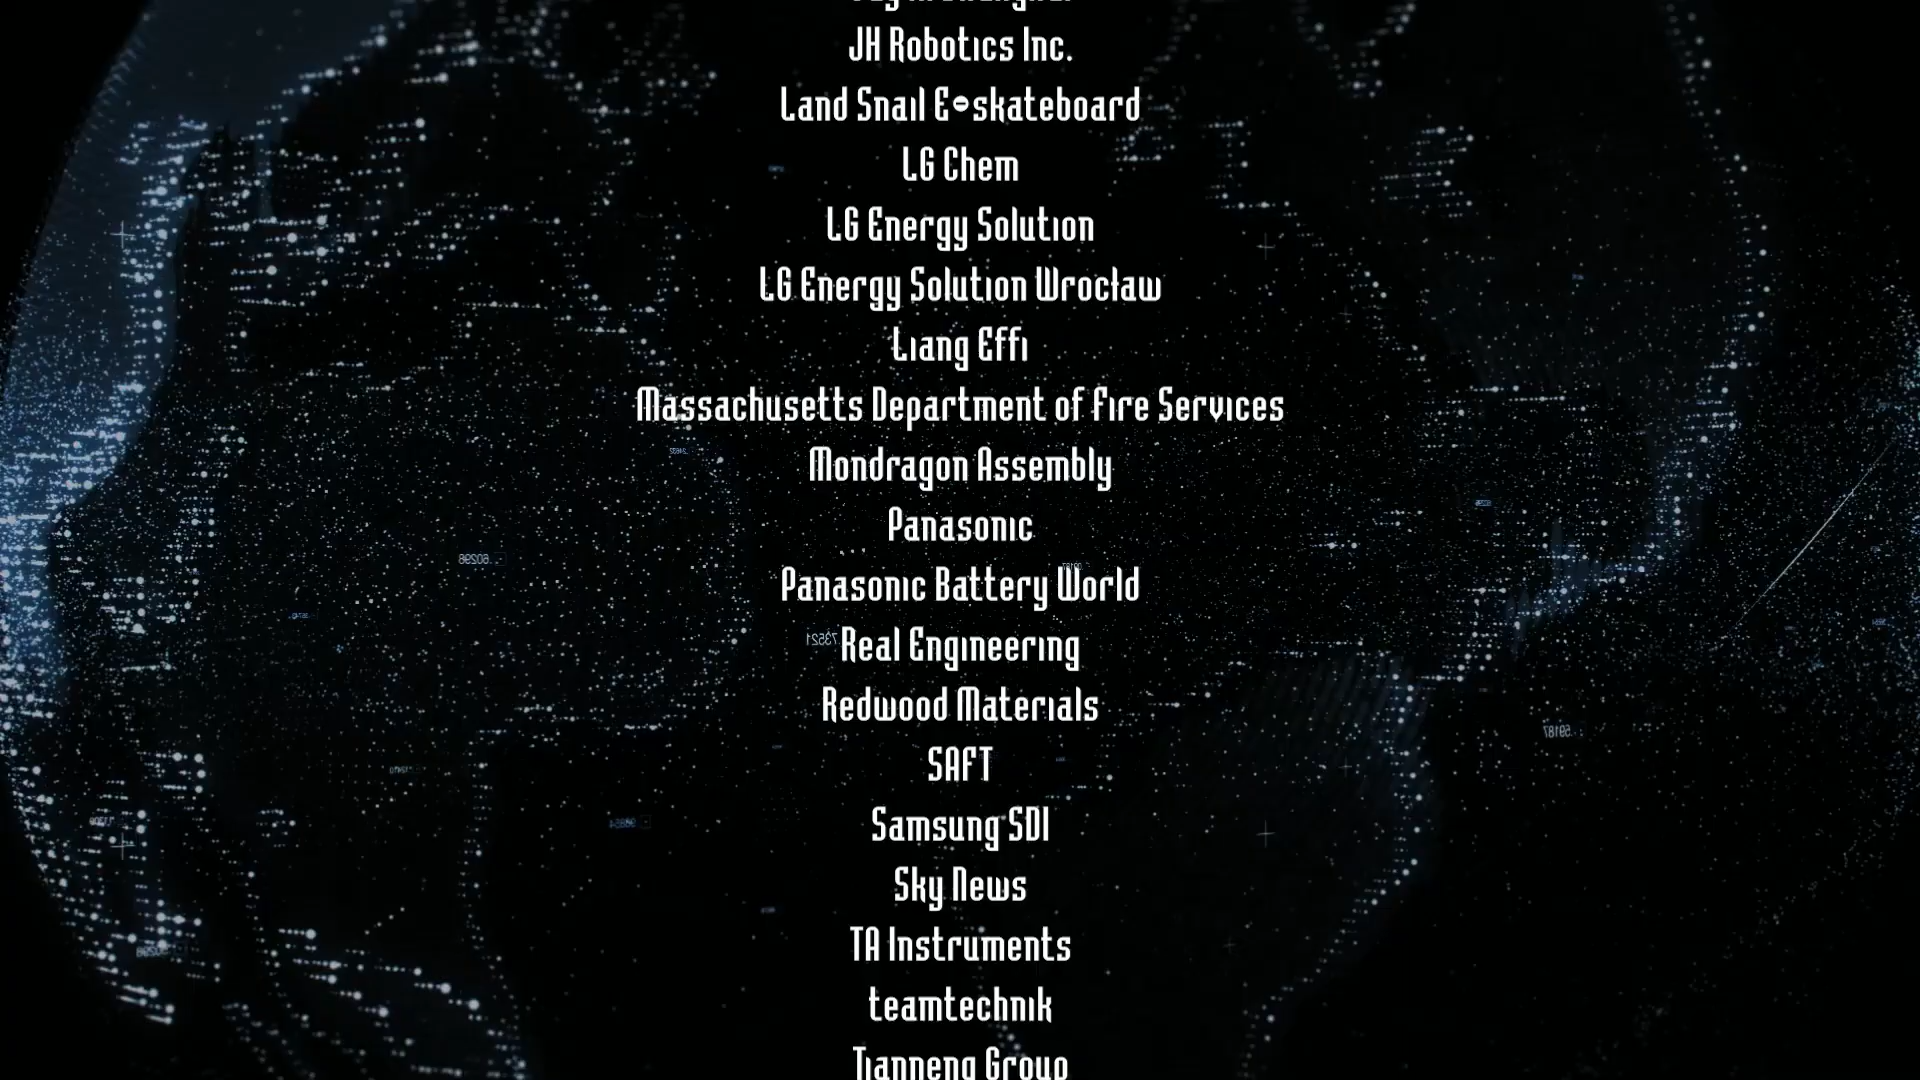 JH Robotics Inc.
Land Snail E-skateboard
LG Chem
LG Energy Solution
LG Energy Solution Wrocław
Liang Effi
Massachusetts Department of Fire Services
Mondragon Assembly
Panasonic
Panasonic Battery World
73521
Real Engineering
Redwood Materials
59187
SAFT
Samsung SDI
Sky News
TA Instruments
teamtechnik
Tianneng Group